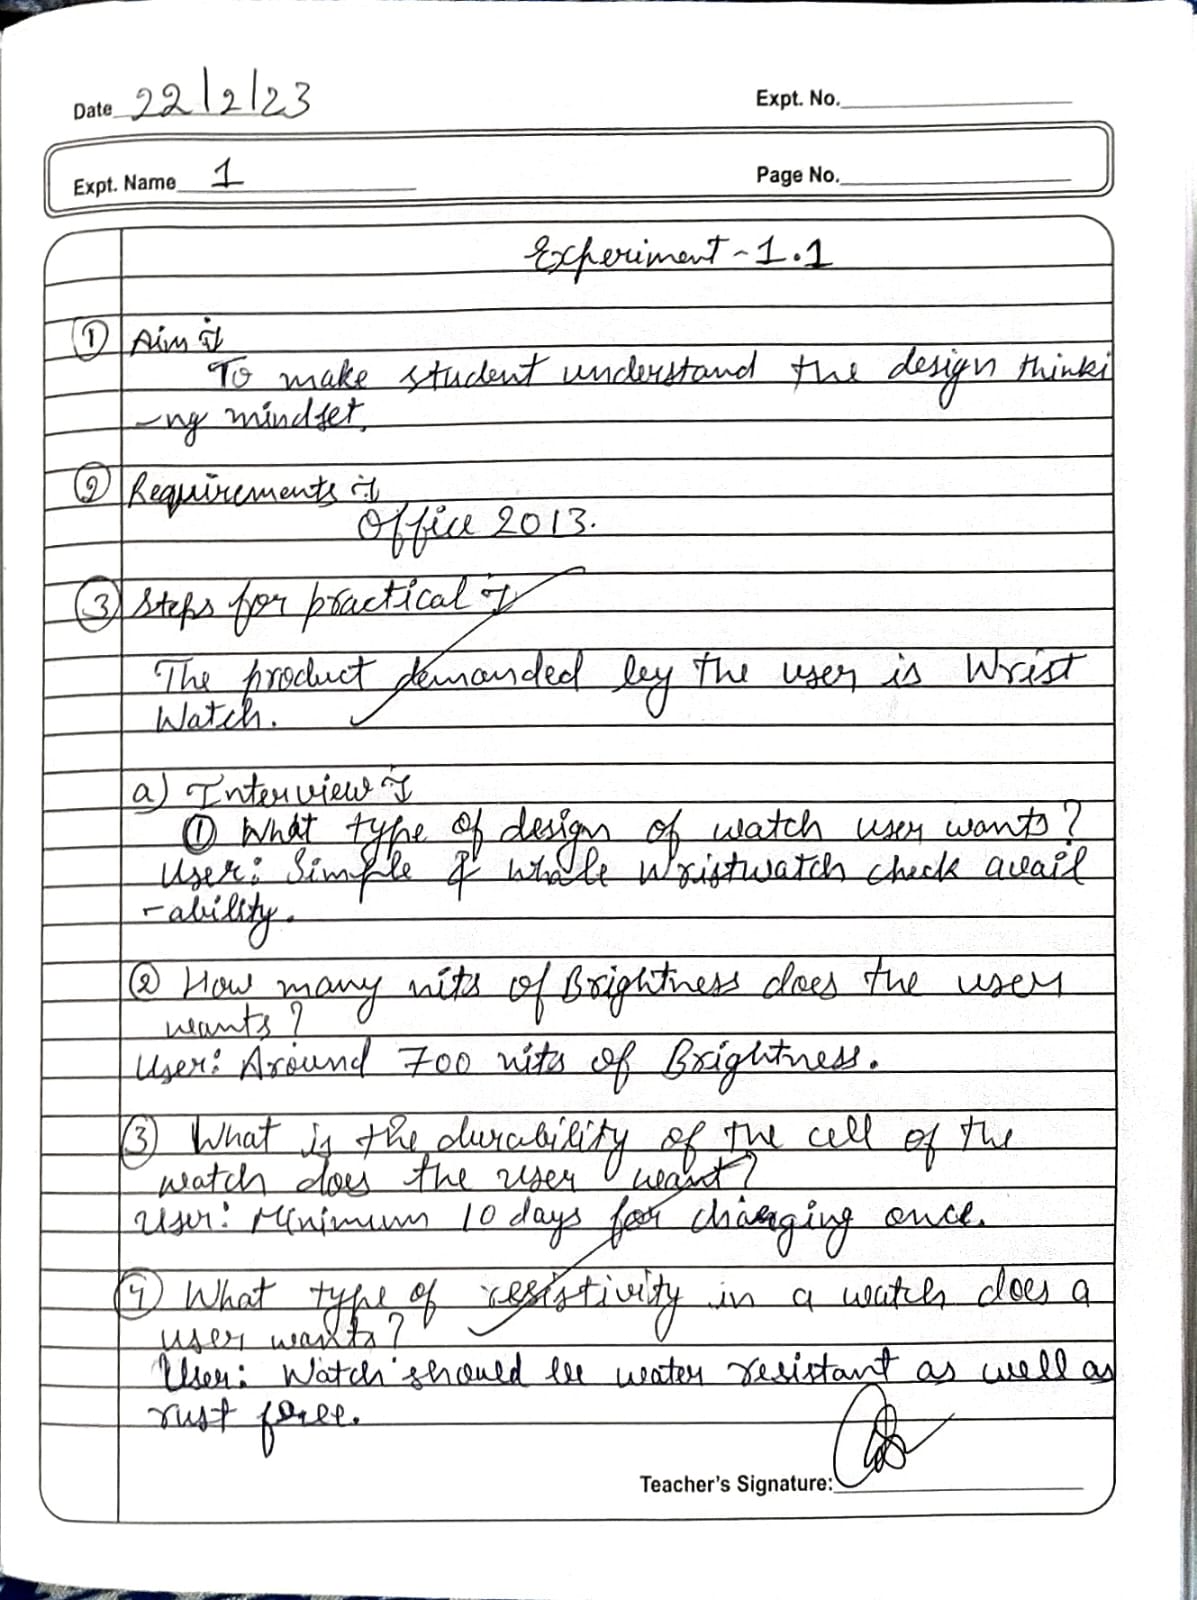 Date 22/2/23 Expt. No.
Expt. Name 1 Page No.
Experiment - 1.1
① Aim :-
To make student understand the design thinki
-ng mindset.
② Requirements :-
Office 2013.
③ Steps for practical :-
The product demanded by the user is Wrist
Watch.
a) Interview :-
① What type of design of watch user wants?
User: Simple & whole Wristwatch check avail
-ability.
② How many nits of Brightness does the user
wants?
User: Around 700 nits of Brightness.
③ What is the durability of the cell of the
watch does the user want?
User: Minimum 10 days for charging once.
④ What type of resistivity in a watch does a
user wants?
User: Watch should be water resistant as well as
rust free.
Teacher's Signature: